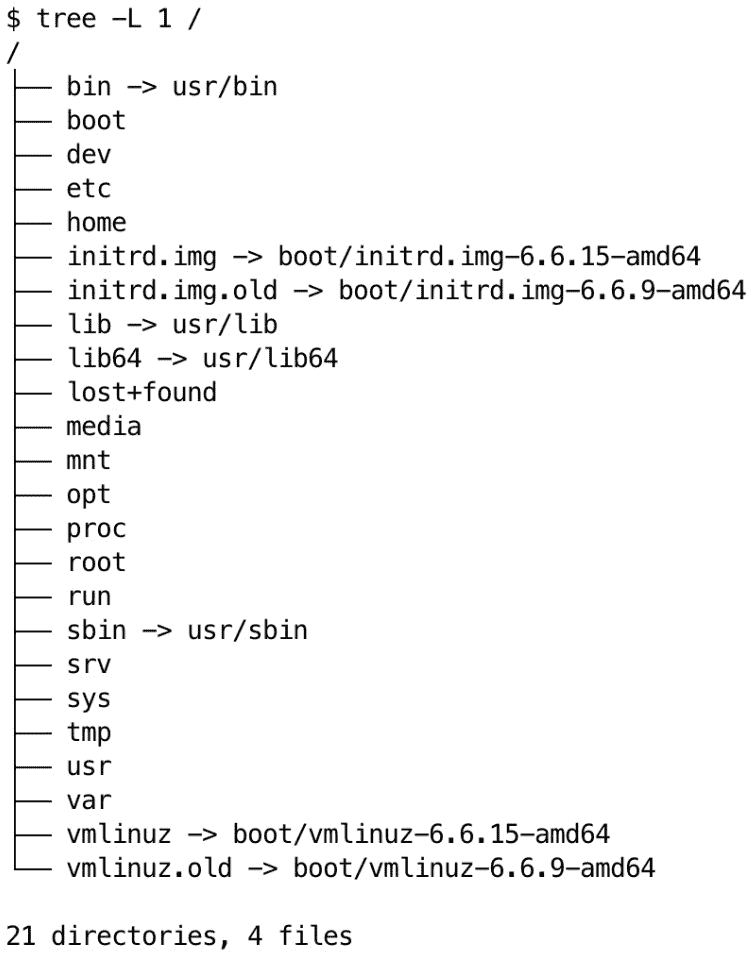 $ tree -L 1 /
/
├── bin -> usr/bin
├── boot
├── dev
├── etc
├── home
├── initrd.img -> boot/initrd.img-6.6.15-amd64
├── initrd.img.old -> boot/initrd.img-6.6.9-amd64
├── lib -> usr/lib
├── lib64 -> usr/lib64
├── lost+found
├── media
├── mnt
├── opt
├── proc
├── root
├── run
├── sbin -> usr/sbin
├── srv
├── sys
├── tmp
├── usr
├── var
├── vmlinuz -> boot/vmlinuz-6.6.15-amd64
└── vmlinuz.old -> boot/vmlinuz-6.6.9-amd64
21 directories, 4 files